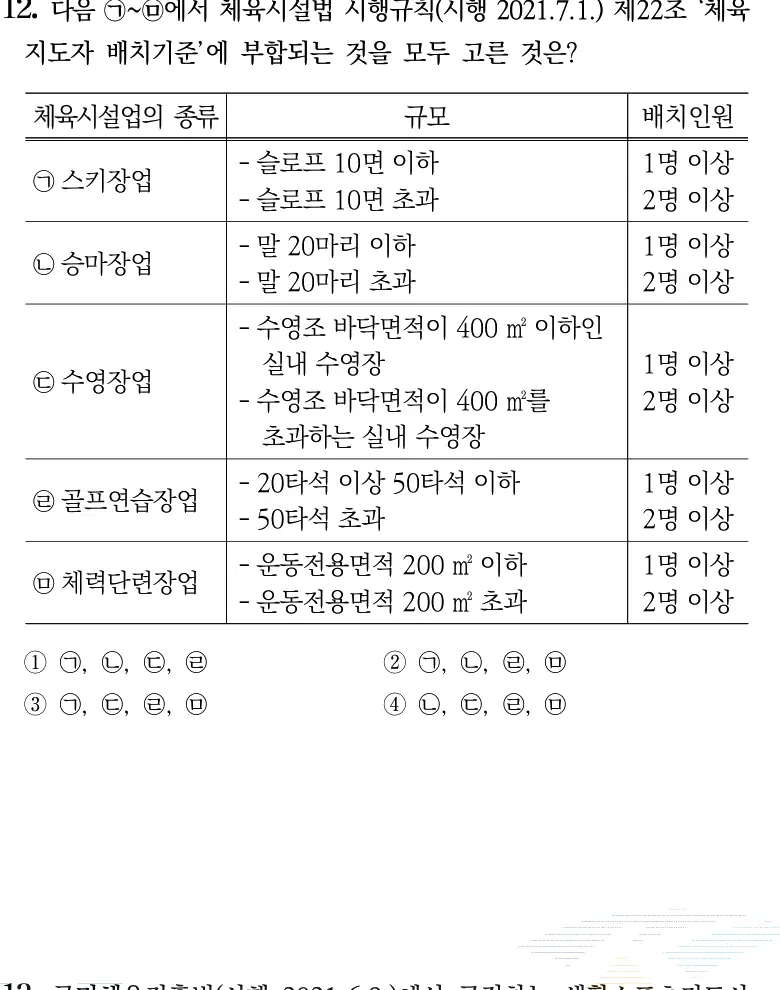 12. 다음 ㉠~㉤에서 체육시설법 시행규칙(시행 2021.7.1.) 제22조 ‘체육
지도자 배치기준’에 부합되는 것을 모두 고른 것은?
체육시설업의 종류 규모 배치인원
㉠ 스키장업
- 슬로프 10면 이하 1명 이상
- 슬로프 10면 초과 2명 이상
㉡ 승마장업
- 말 20마리 이하 1명 이상
- 말 20마리 초과 2명 이상
㉢ 수영장업
- 수영조 바닥면적이 400 ㎡ 이하인
실내 수영장 1명 이상
- 수영조 바닥면적이 400 ㎡를 2명 이상
초과하는 실내 수영장
㉣ 골프연습장업
- 20타석 이상 50타석 이하 1명 이상
- 50타석 초과 2명 이상
㉤ 체력단련장업
- 운동전용면적 200 ㎡ 이하 1명 이상
- 운동전용면적 200 ㎡ 초과 2명 이상
① ㉠, ㉡, ㉢, ㉣ ② ㉠, ㉡, ㉣, ㉤
③ ㉠, ㉢, ㉣, ㉤ ④ ㉡, ㉢, ㉣, ㉤